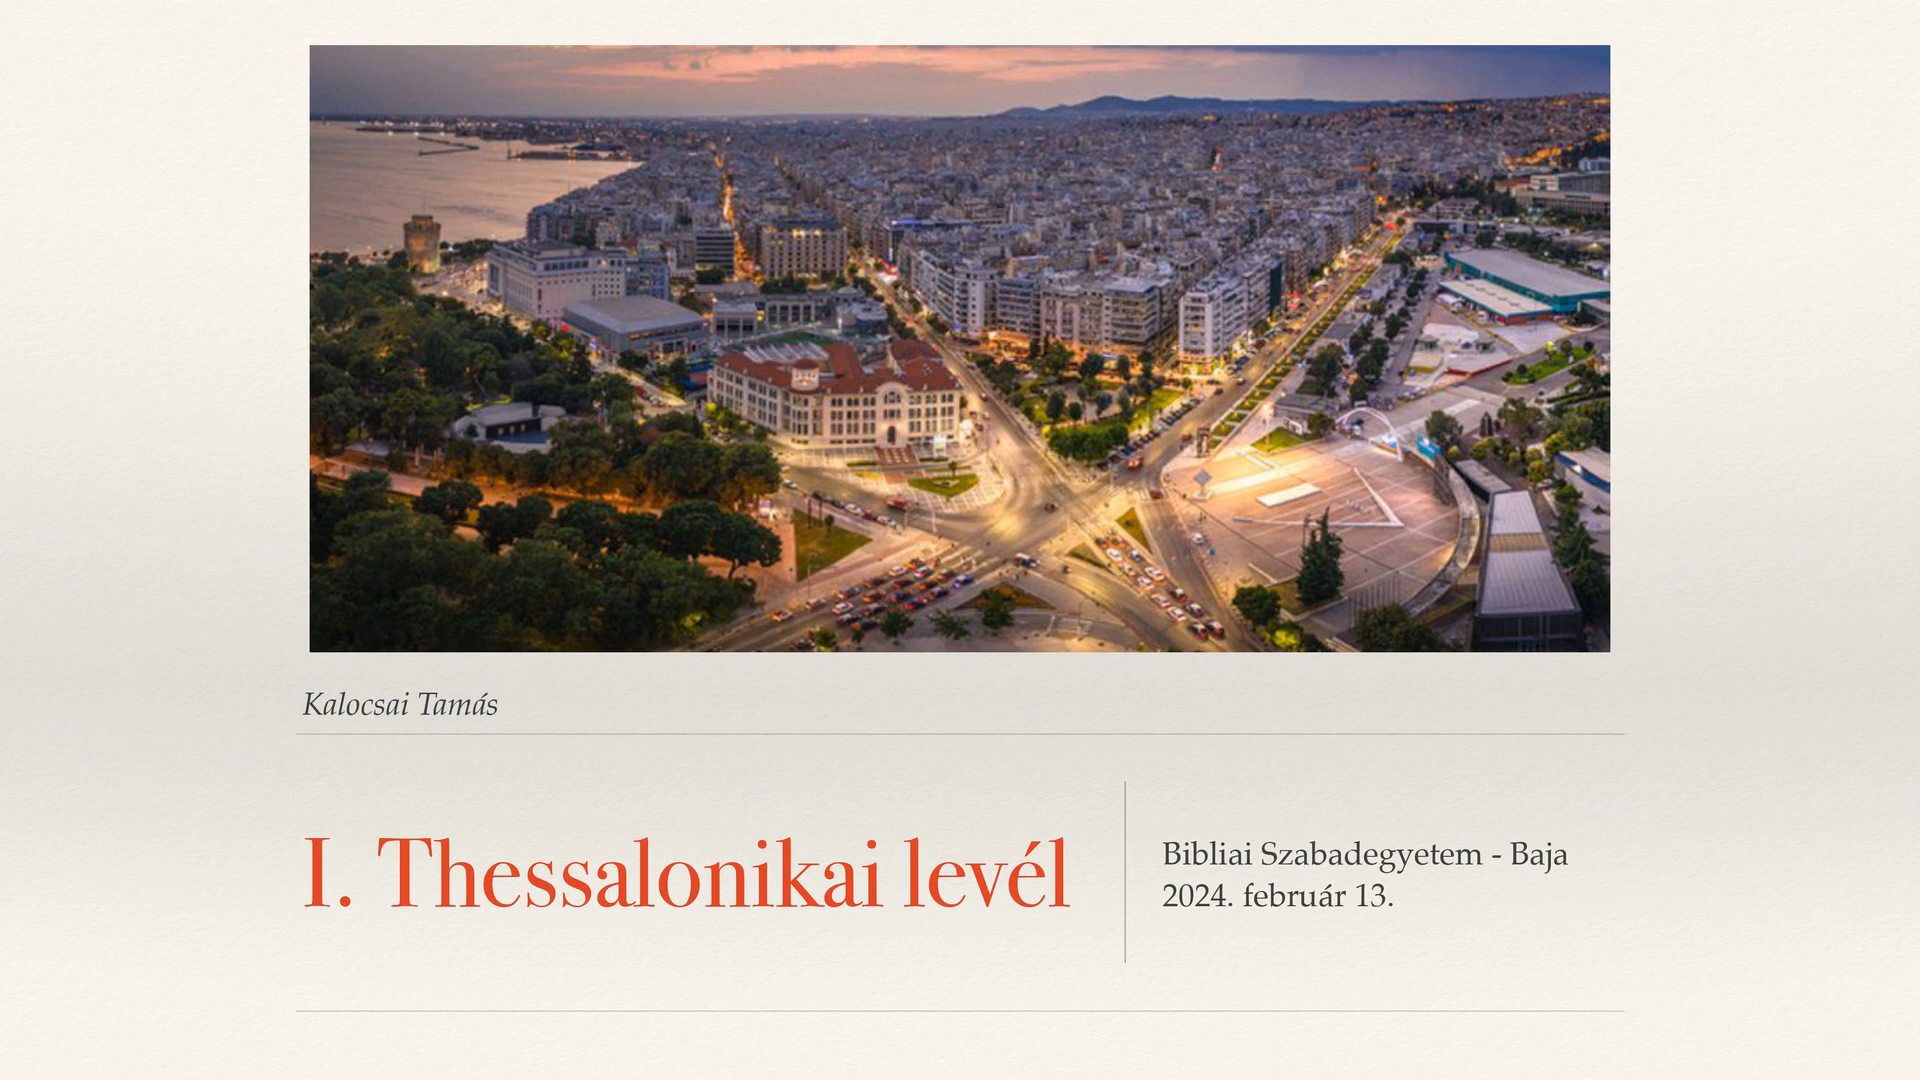 Kalocsai Tamás
I. Thessalonikai levél
Bibliai Szabadegyetem - Baja
2024. február 13.